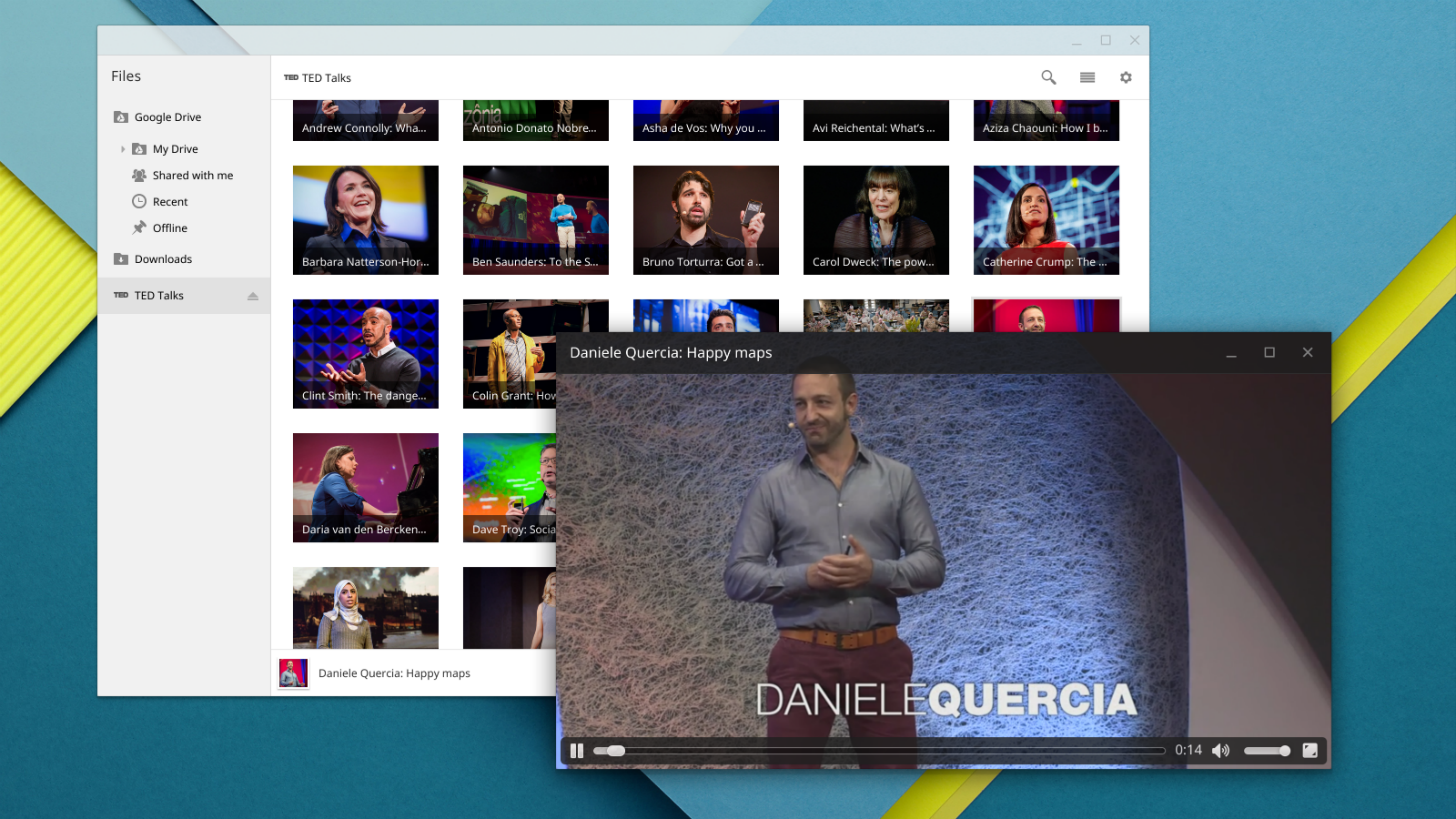 Files
Google Drive
My Drive
Shared with me
Recent
Offline
Downloads
TED TED Talks
TED TED Talks
Andrew Connolly: Wha...
zônia
Antonio Donato Nobre...
Asha de Vos: Why you ...
Avi Reichental: What's ...
Aziza Chaouni: How I b...
Barbara Natterson-Hor...
Ben Saunders: To the S...
Bruno Torturra: Got a ...
Carol Dweck: The pow...
Catherine Crump: The ...
Clint Smith: The dange...
Colin Grant: How
Daria van den Bercken...
Dave Troy: Socia
Daniele Quercia: Happy maps
Daniele Quercia: Happy maps
DANIELEQUERCIA
0:14